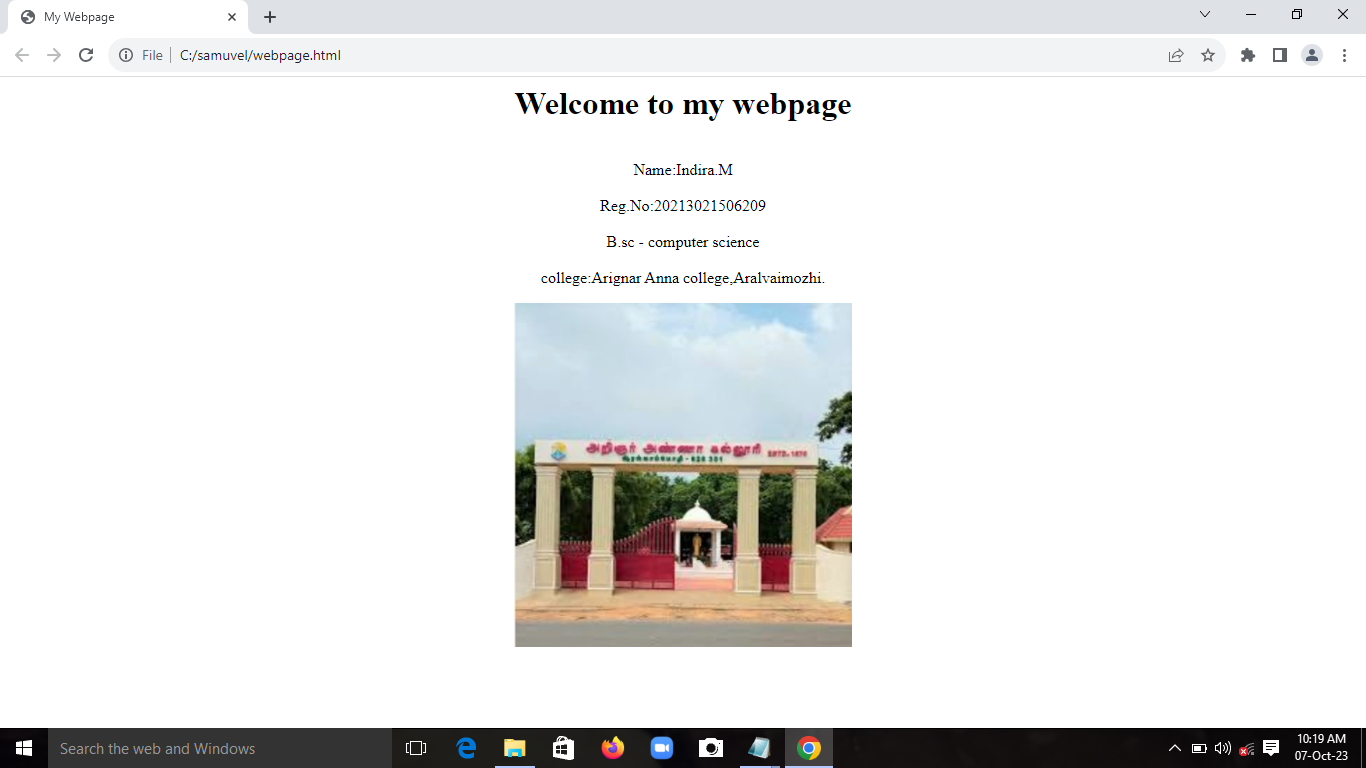 My Webpage
File
C:/samuvel/webpage.html
Welcome to my webpage
Name:Indira.M
Reg.No:20213021506209
B.sc - computer science
college:Arignar Anna college,Aralvaimozhi.
அறிஞர் அண்ணா கல்லூரி
ESTD-1970
ஆரல்வாய்மொழி - 629 301
Search the web and Windows
10:19 AM
07-Oct-23